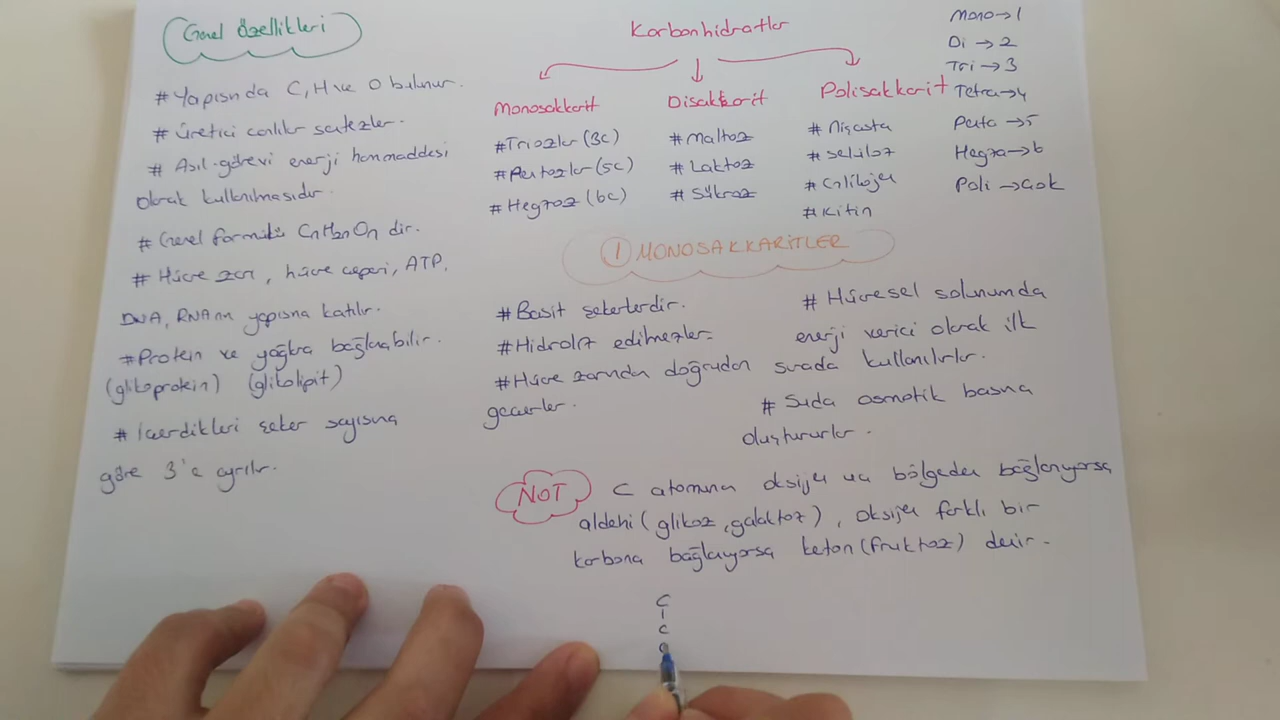 Genel özellikleri
# Yapısında C, H ve O bulunur.
# Üretici canlılar sentezler.
# Asıl görevi enerji hammaddesi
olarak kullanılmasıdır.
# Genel formülü CnH2nOn dir.
# Hücre zarı, hücre çeperi, ATP,
DNA, RNAnın yapısına katılır.
# Protein ve yağlara bağlanabilir.
(glikoprotein) (glikolipit)
# İçerdikleri şeker sayısına
göre 3'e ayrılır.
Karbonhidratlar
Monosakkarit
# Triozlar (3c)
# Pentozlar (5c)
# Hegzoz (6c)
Disakkarit
# Maltoz
# Laktoz
# Sükroz
Polisakkarit
# Nişasta
# Selüloz
# Glikojen
# Kitin
Mono → 1
Di → 2
Tri → 3
Tetra → 4
Penta → 5
Hegza → 6
Poli → Çok
① MONOSAKKARİTLER
# Basit şekerlerdir.
# Hidroliz edilmezler.
# Hücre zarından doğrudan
geçerler.
# Hücresel solunumda
enerji verici olarak ilk
sırada kullanılırlar.
# Suda osmotik basınç
oluştururlar.
NOT
C atomuna oksijen uç bölgeden bağlanıyorsa
aldehi (glikoz, galaktoz), oksijen farklı bir
karbona bağlanıyorsa keton (fruktoz) denir.
C
C